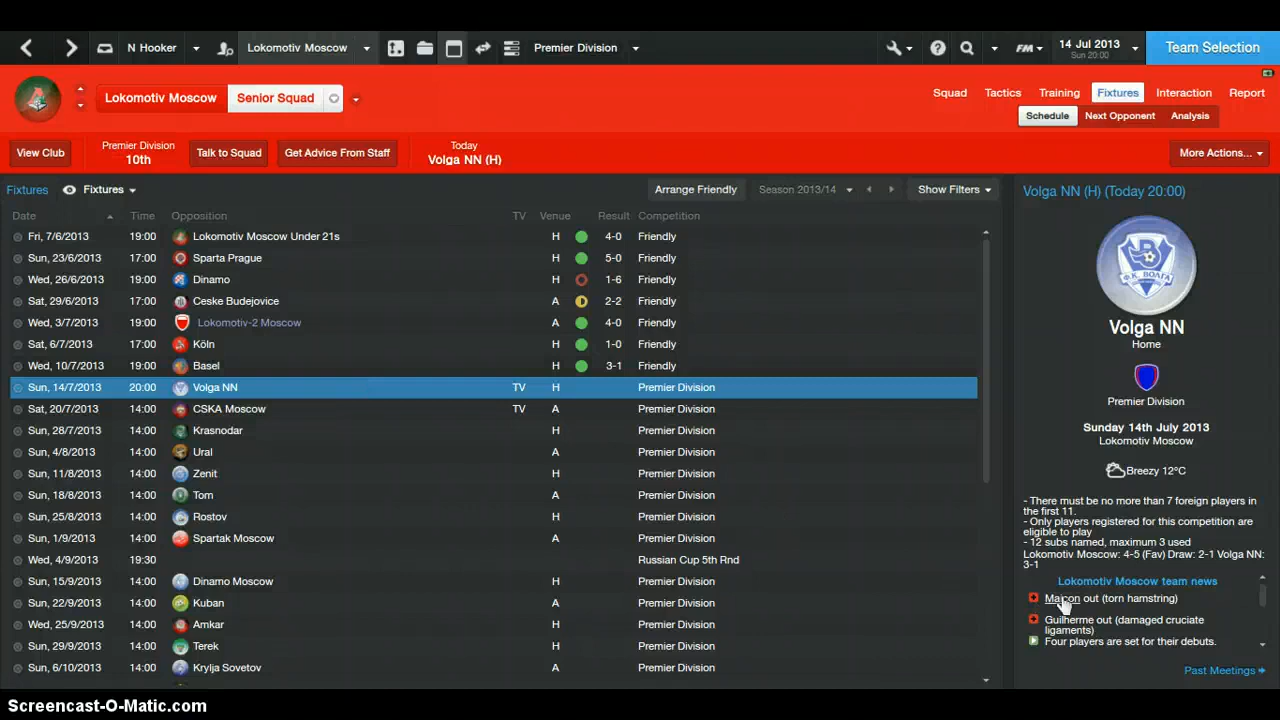 N Hooker
Lokomotiv Moscow
Premier Division
FM
14 Jul 2013
Sun 20:00
Team Selection
Lokomotiv Moscow
Senior Squad
Squad
Tactics
Training
Fixtures
Interaction
Report
Schedule
Next Opponent
Analysis
View Club
Premier Division
10th
Talk to Squad
Get Advice From Staff
Today
Volga NN (H)
More Actions...
Fixtures
Fixtures
Arrange Friendly
Season 2013/14
Show Filters
Date Time Opposition TV Venue Result Competition
Fri, 7/6/2013 19:00 Lokomotiv Moscow Under 21s H 4-0 Friendly
Sun, 23/6/2013 17:00 Sparta Prague H 5-0 Friendly
Wed, 26/6/2013 19:00 Dinamo H 1-6 Friendly
Sat, 29/6/2013 17:00 Ceske Budejovice A 2-2 Friendly
Wed, 3/7/2013 19:00 Lokomotiv-2 Moscow A 4-0 Friendly
Sat, 6/7/2013 17:00 Köln H 1-0 Friendly
Wed, 10/7/2013 19:00 Basel H 3-1 Friendly
Sun, 14/7/2013 20:00 Volga NN TV H Premier Division
Sat, 20/7/2013 14:00 CSKA Moscow TV A Premier Division
Sun, 28/7/2013 14:00 Krasnodar H Premier Division
Sun, 4/8/2013 14:00 Ural A Premier Division
Sun, 11/8/2013 14:00 Zenit H Premier Division
Sun, 18/8/2013 14:00 Tom A Premier Division
Sun, 25/8/2013 14:00 Rostov H Premier Division
Sun, 1/9/2013 14:00 Spartak Moscow A Premier Division
Wed, 4/9/2013 19:30 Russian Cup 5th Rnd
Sun, 15/9/2013 14:00 Dinamo Moscow H Premier Division
Sun, 22/9/2013 14:00 Kuban A Premier Division
Wed, 25/9/2013 14:00 Amkar H Premier Division
Sun, 29/9/2013 14:00 Terek H Premier Division
Sun, 6/10/2013 14:00 Krylja Sovetov A Premier Division
Volga NN (H) (Today 20:00)
Ф.К. ВОЛГА
Volga NN
Home
Premier Division
Sunday 14th July 2013
Lokomotiv Moscow
Breezy 12°C
- There must be no more than 7 foreign players in
the first 11.
- Only players registered for this competition are
eligible to play
- 12 subs named, maximum 3 used
Lokomotiv Moscow: 4-5 (Fav) Draw: 2-1 Volga NN:
3-1
Lokomotiv Moscow team news
Maicon out (torn hamstring)
Guilherme out (damaged cruciate
ligaments)
Four players are set for their debuts.
Past Meetings
Screencast-O-Matic.com